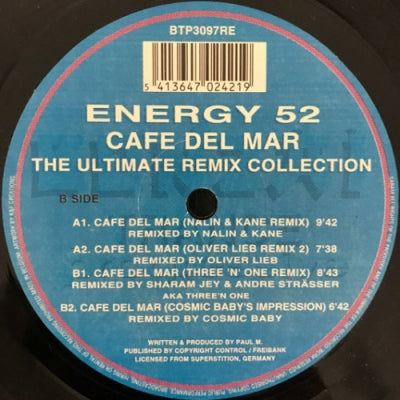 BTP3097RE
5 413647 024219
ENERGY 52
CAFE DEL MAR
THE ULTIMATE REMIX COLLECTION
B SIDE
A1. CAFE DEL MAR (NALIN & KANE REMIX) 9'42
REMIXED BY NALIN & KANE
A2. CAFE DEL MAR (OLIVER LIEB REMIX 2) 7'38
REMIXED BY OLIVER LIEB
B1. CAFE DEL MAR (THREE 'N' ONE REMIX) 8'43
REMIXED BY SHARAM JEY & ANDRE STRÄSSER
AKA THREE'N ONE
B2. CAFE DEL MAR (COSMIC BABY'S IMPRESSION) 6'42
REMIXED BY COSMIC BABY
WRITTEN & PRODUCED BY PAUL M.
PUBLISHED BY COPYRIGHT CONTROL / FREIBANK
LICENSED FROM SUPERSTITION, GERMANY